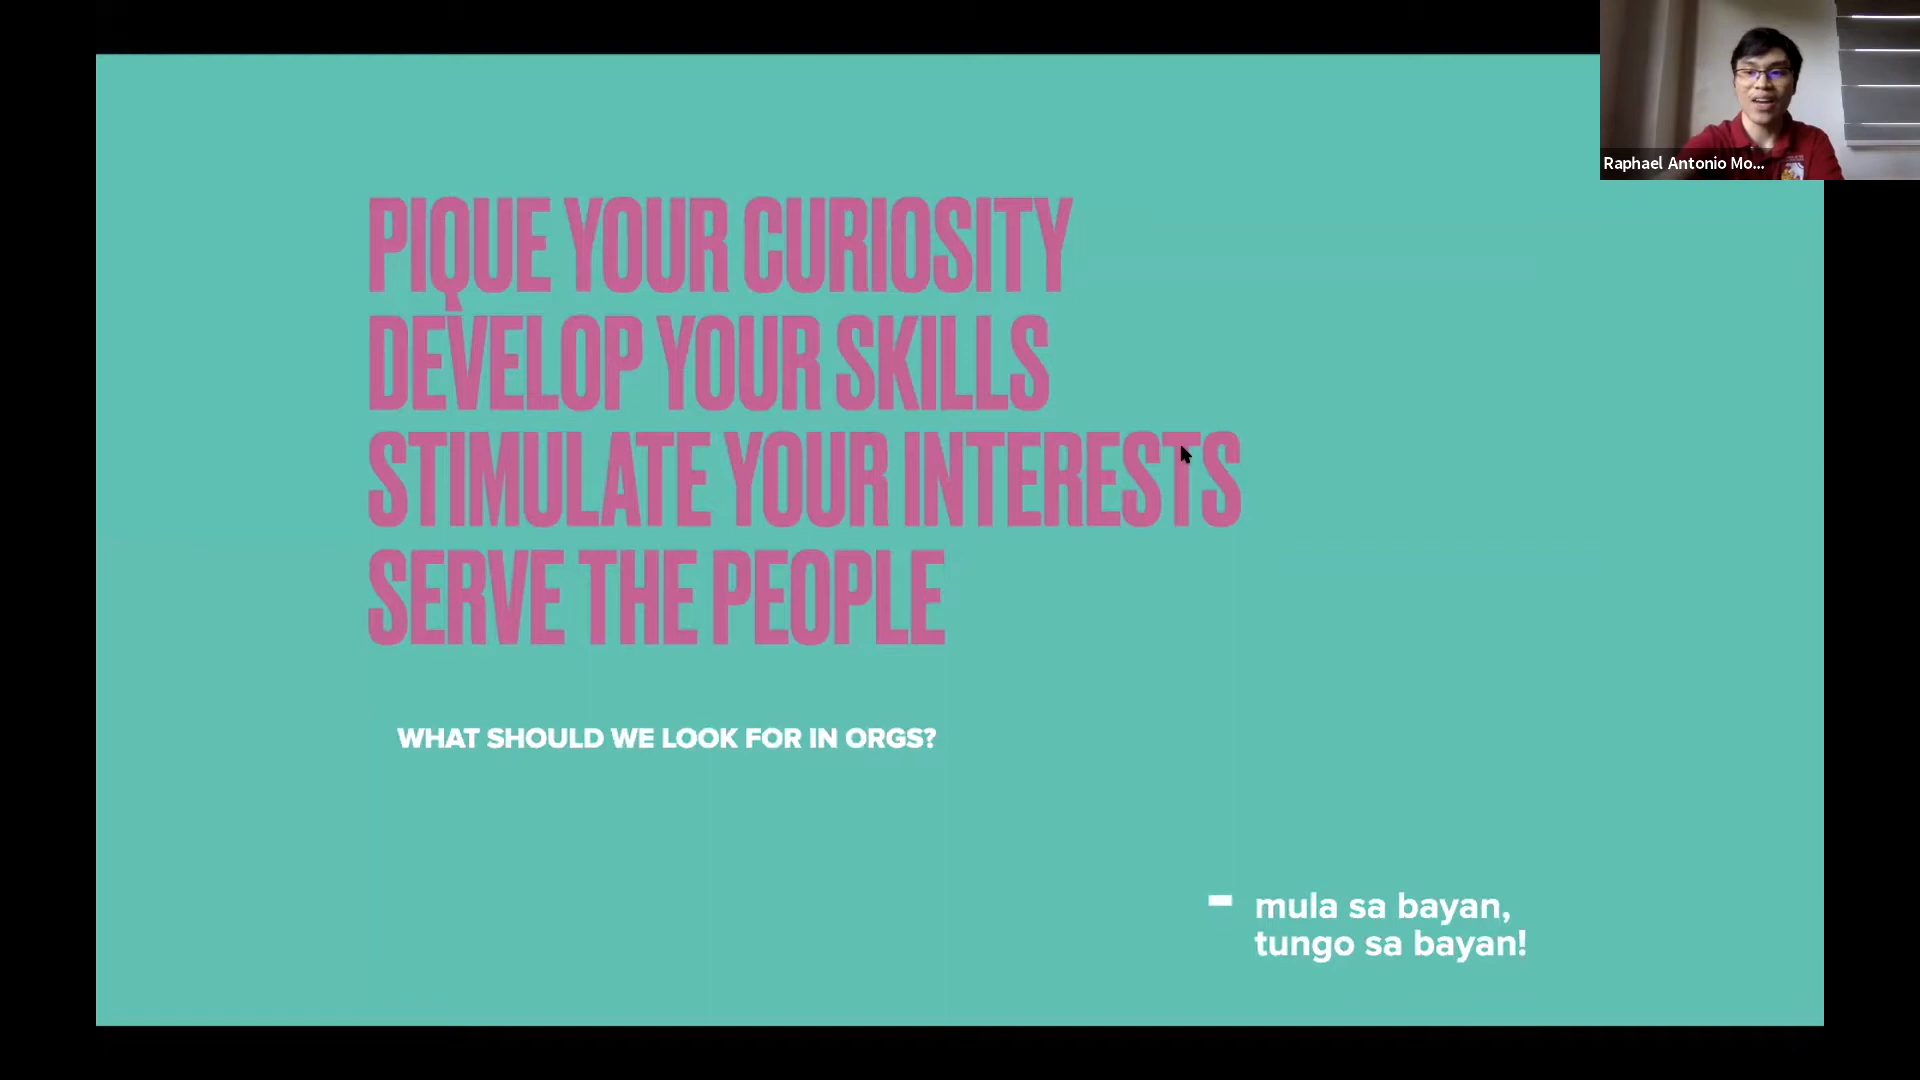 Raphael Antonio Mo...
PIQUE YOUR CURIOSITY
DEVELOP YOUR SKILLS
STIMULATE YOUR INTERESTS
SERVE THE PEOPLE
WHAT SHOULD WE LOOK FOR IN ORGS?
- mula sa bayan,
tungo sa bayan!